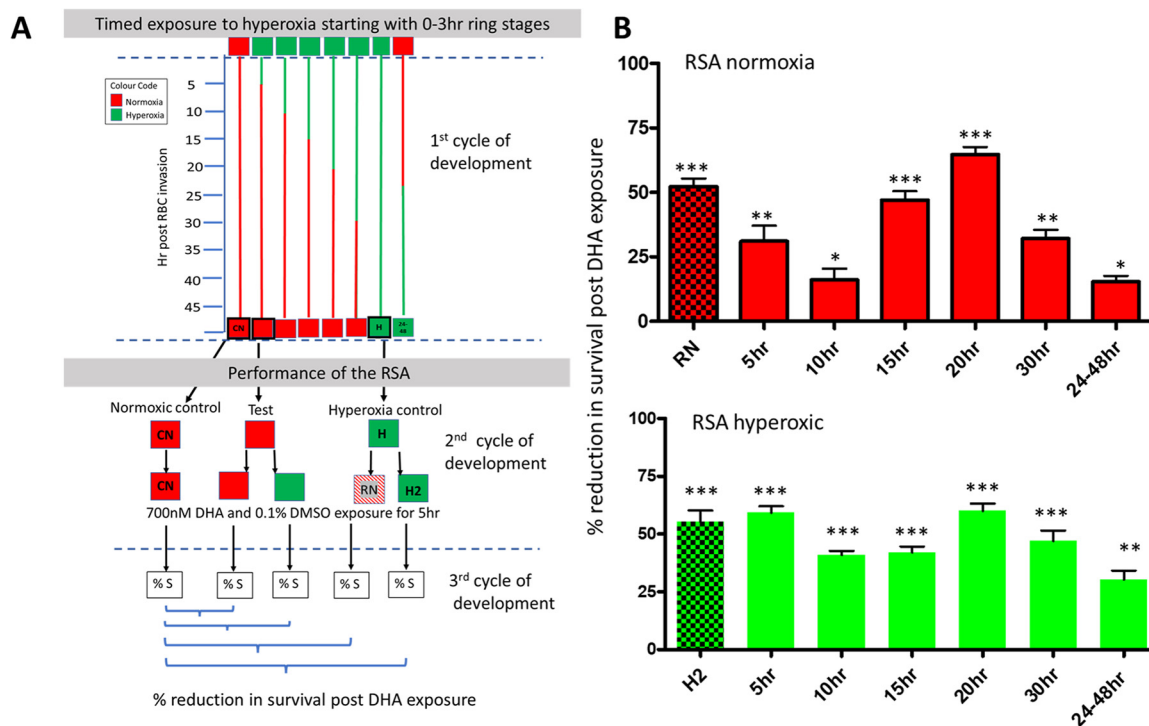 A
Timed exposure to hyperoxia starting with 0-3hr ring stages
Colour Code
Normoxia
Hyperoxia
Hr post RBC invasion
5
10
15
20
25
30
35
40
45
1st cycle of
development
CN
H
24-
48
Performance of the RSA
Normoxic control
Test
Hyperoxia control
CN
H
2nd cycle of
development
CN
RN
H2
700nM DHA and 0.1% DMSO exposure for 5hr
% S
% S
% S
% S
% S
3rd cycle of
development
% reduction in survival post DHA exposure
B
% reduction in survival post DHA exposure
RSA normoxia
100
75
50
25
0
***
**
*
***
***
**
*
RN
5hr
10hr
15hr
20hr
30hr
24-48hr
RSA hyperoxic
100
75
50
25
0
***
***
***
***
***
***
**
H2
5hr
10hr
15hr
20hr
30hr
24-48hr